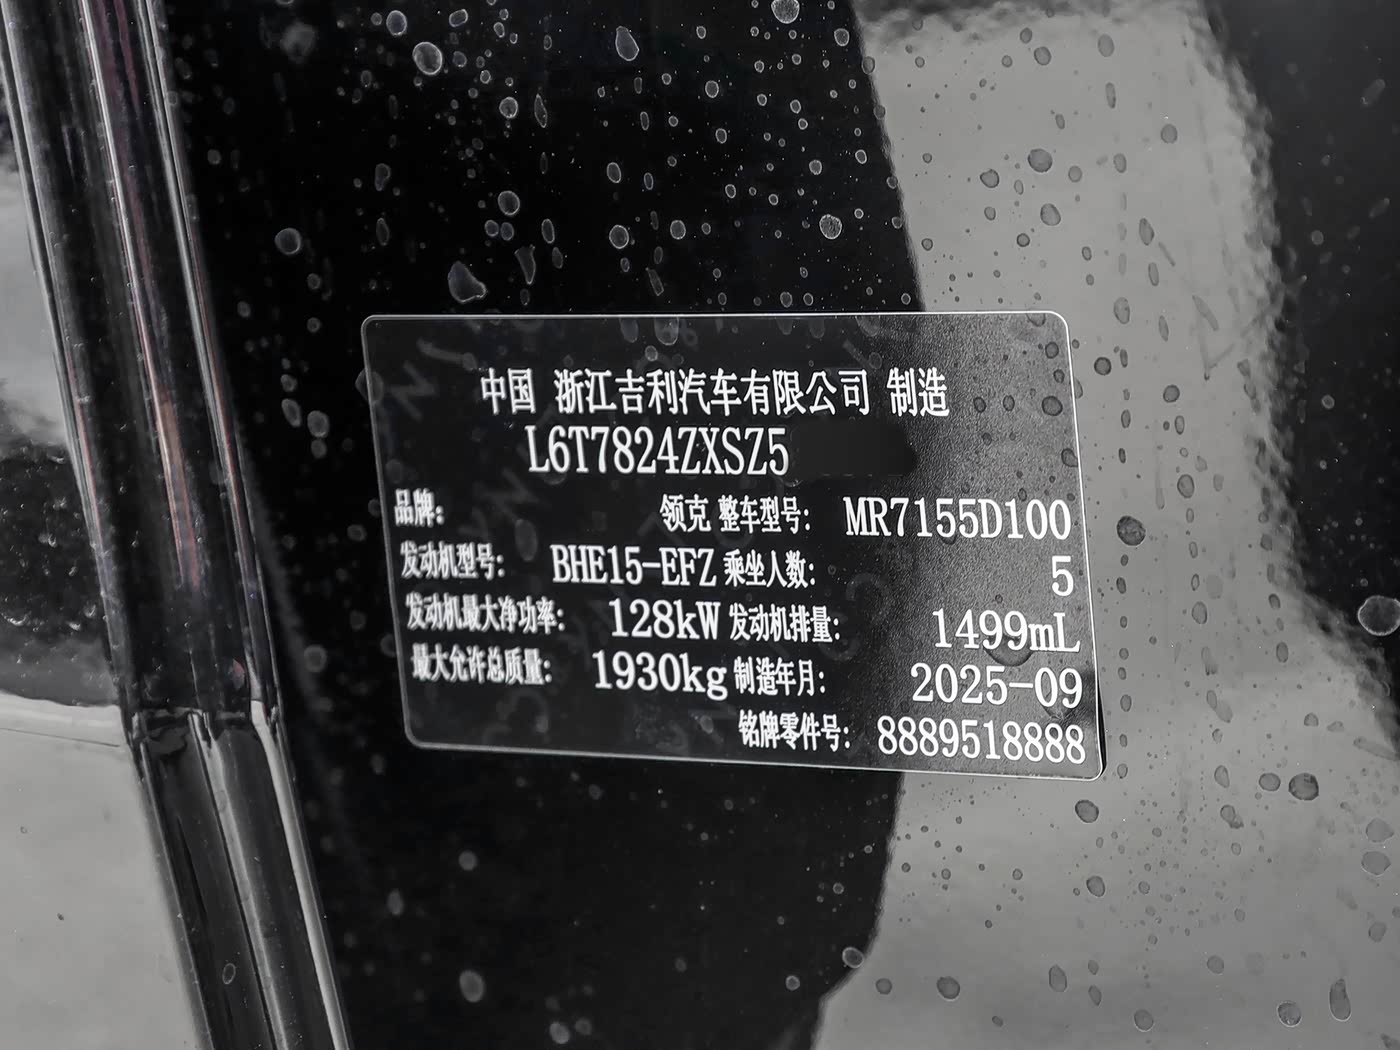 中国 浙江吉利汽车有限公司 制造
L6T7824ZXSZ5
品牌: 领克 整车型号: MR7155D100
发动机型号: BHE15-EFZ 乘坐人数: 5
发动机最大净功率: 128kW 发动机排量: 1499mL
最大允许总质量: 1930kg 制造年月: 2025-09
铭牌零件号: 8889518888